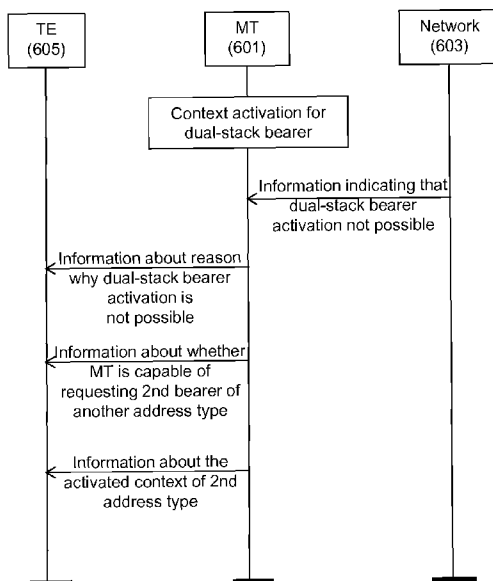 TE
(605)
MT
(601)
Network
(603)
Context activation for
dual-stack bearer
Information indicating that
dual-stack bearer
activation not possible
Information about reason
why dual-stack bearer
activation is
not possible
Information about whether
MT is capable of
requesting 2nd bearer of
another address type
Information about the
activated context of 2nd
address type